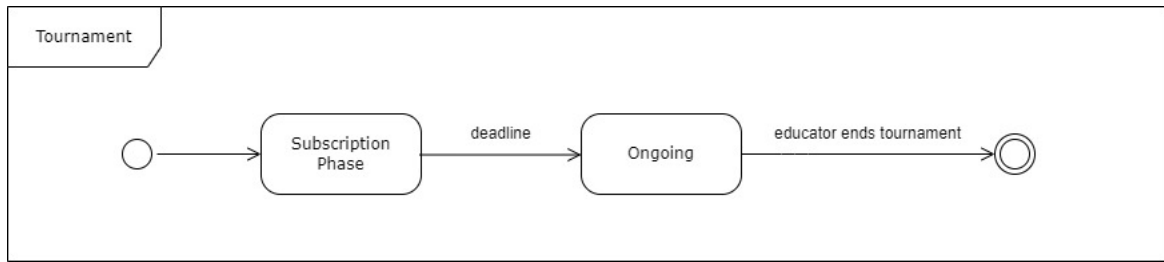 Tournament
Subscription
Phase
deadline
Ongoing
educator ends tournament